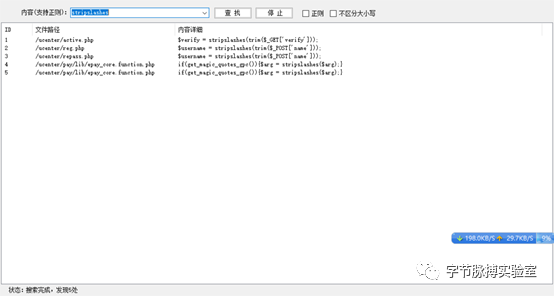 内容(支持正则): stripslashes 查 找 停 止 正则 不区分大小写
ID 文件路径 内容详细
1 /ucenter/active.php $verify = stripslashes(trim($_GET['verify']));
2 /ucenter/reg.php $username = stripslashes(trim($_POST['name']));
3 /ucenter/repass.php $username = stripslashes(trim($_POST['name']));
4 /ucenter/pay/lib/epay_core.function.php if(get_magic_quotes_gpc()){$arg = stripslashes($arg);}
5 /ucenter/pay/lib/epay_core.function.php if(get_magic_quotes_gpc()){$arg = stripslashes($arg);}
198.0KB/S 29.7KB/S 9%
字节脉搏实验室
状态: 搜索完成, 发现5处